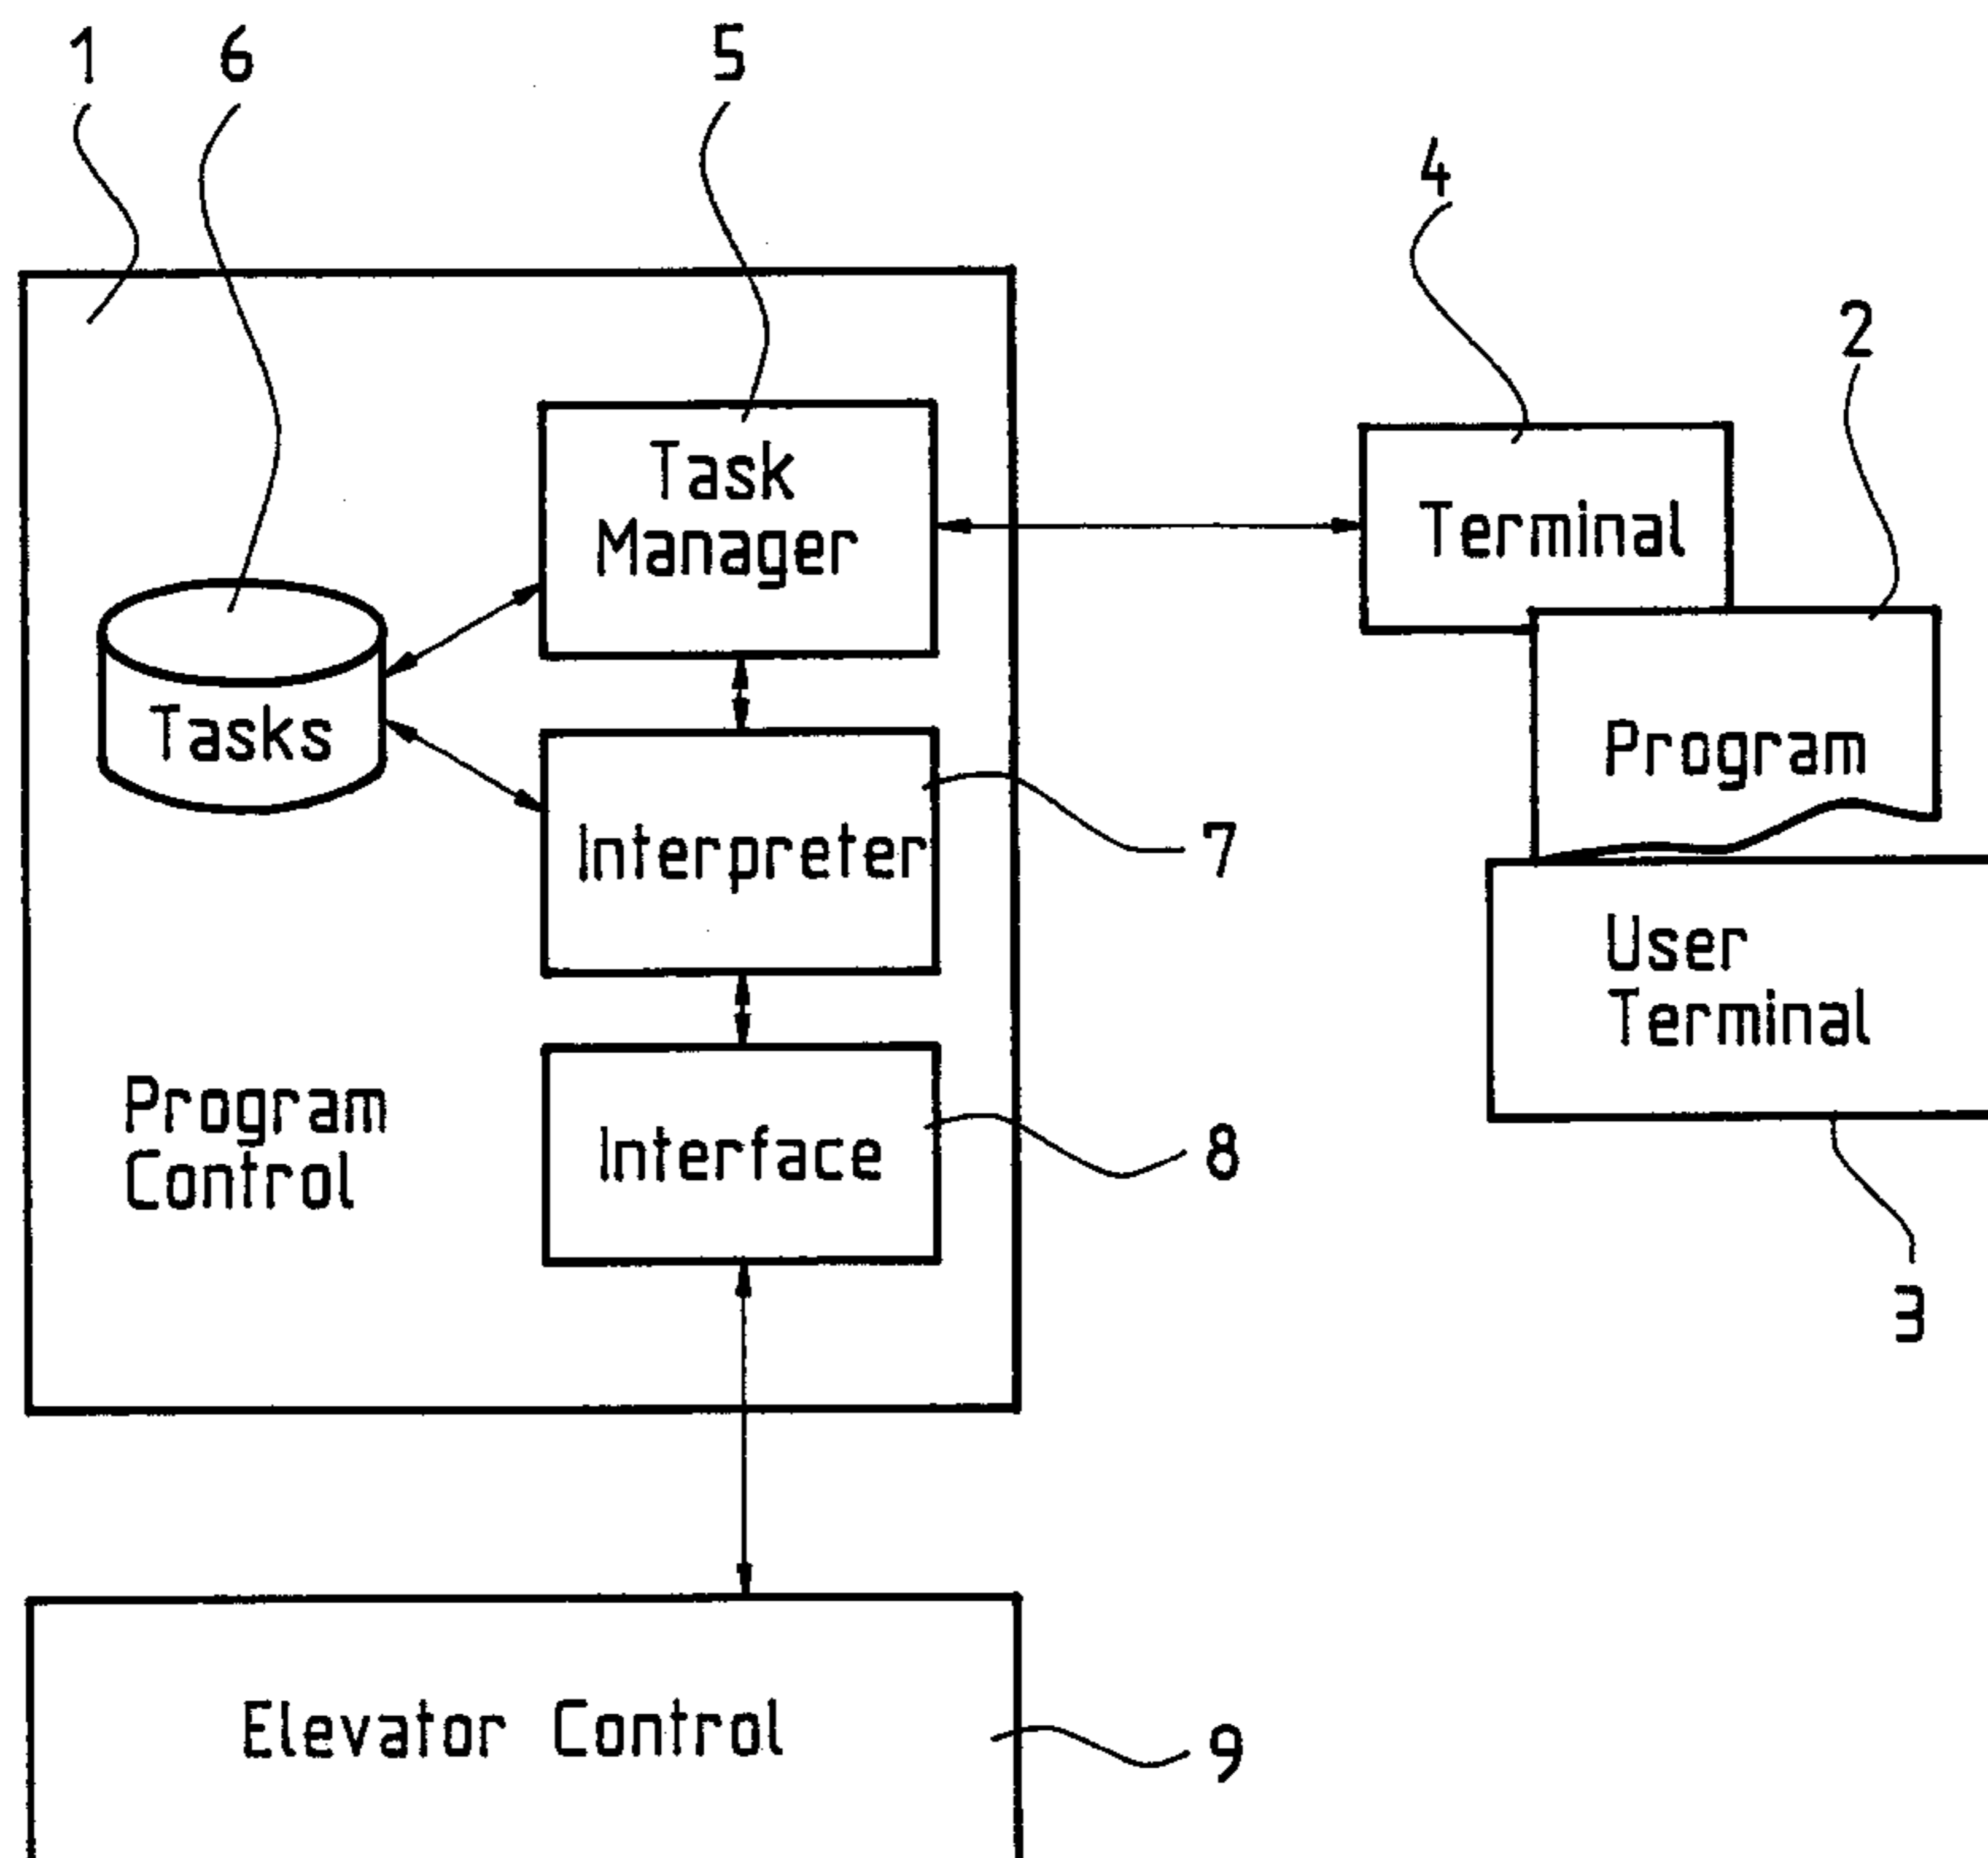 1
6
5
4
2
Task
Manager
Terminal
Tasks
Program
Interpreter
7
User
Terminal
Program
Control
Interface
8
3
Elevator Control
9